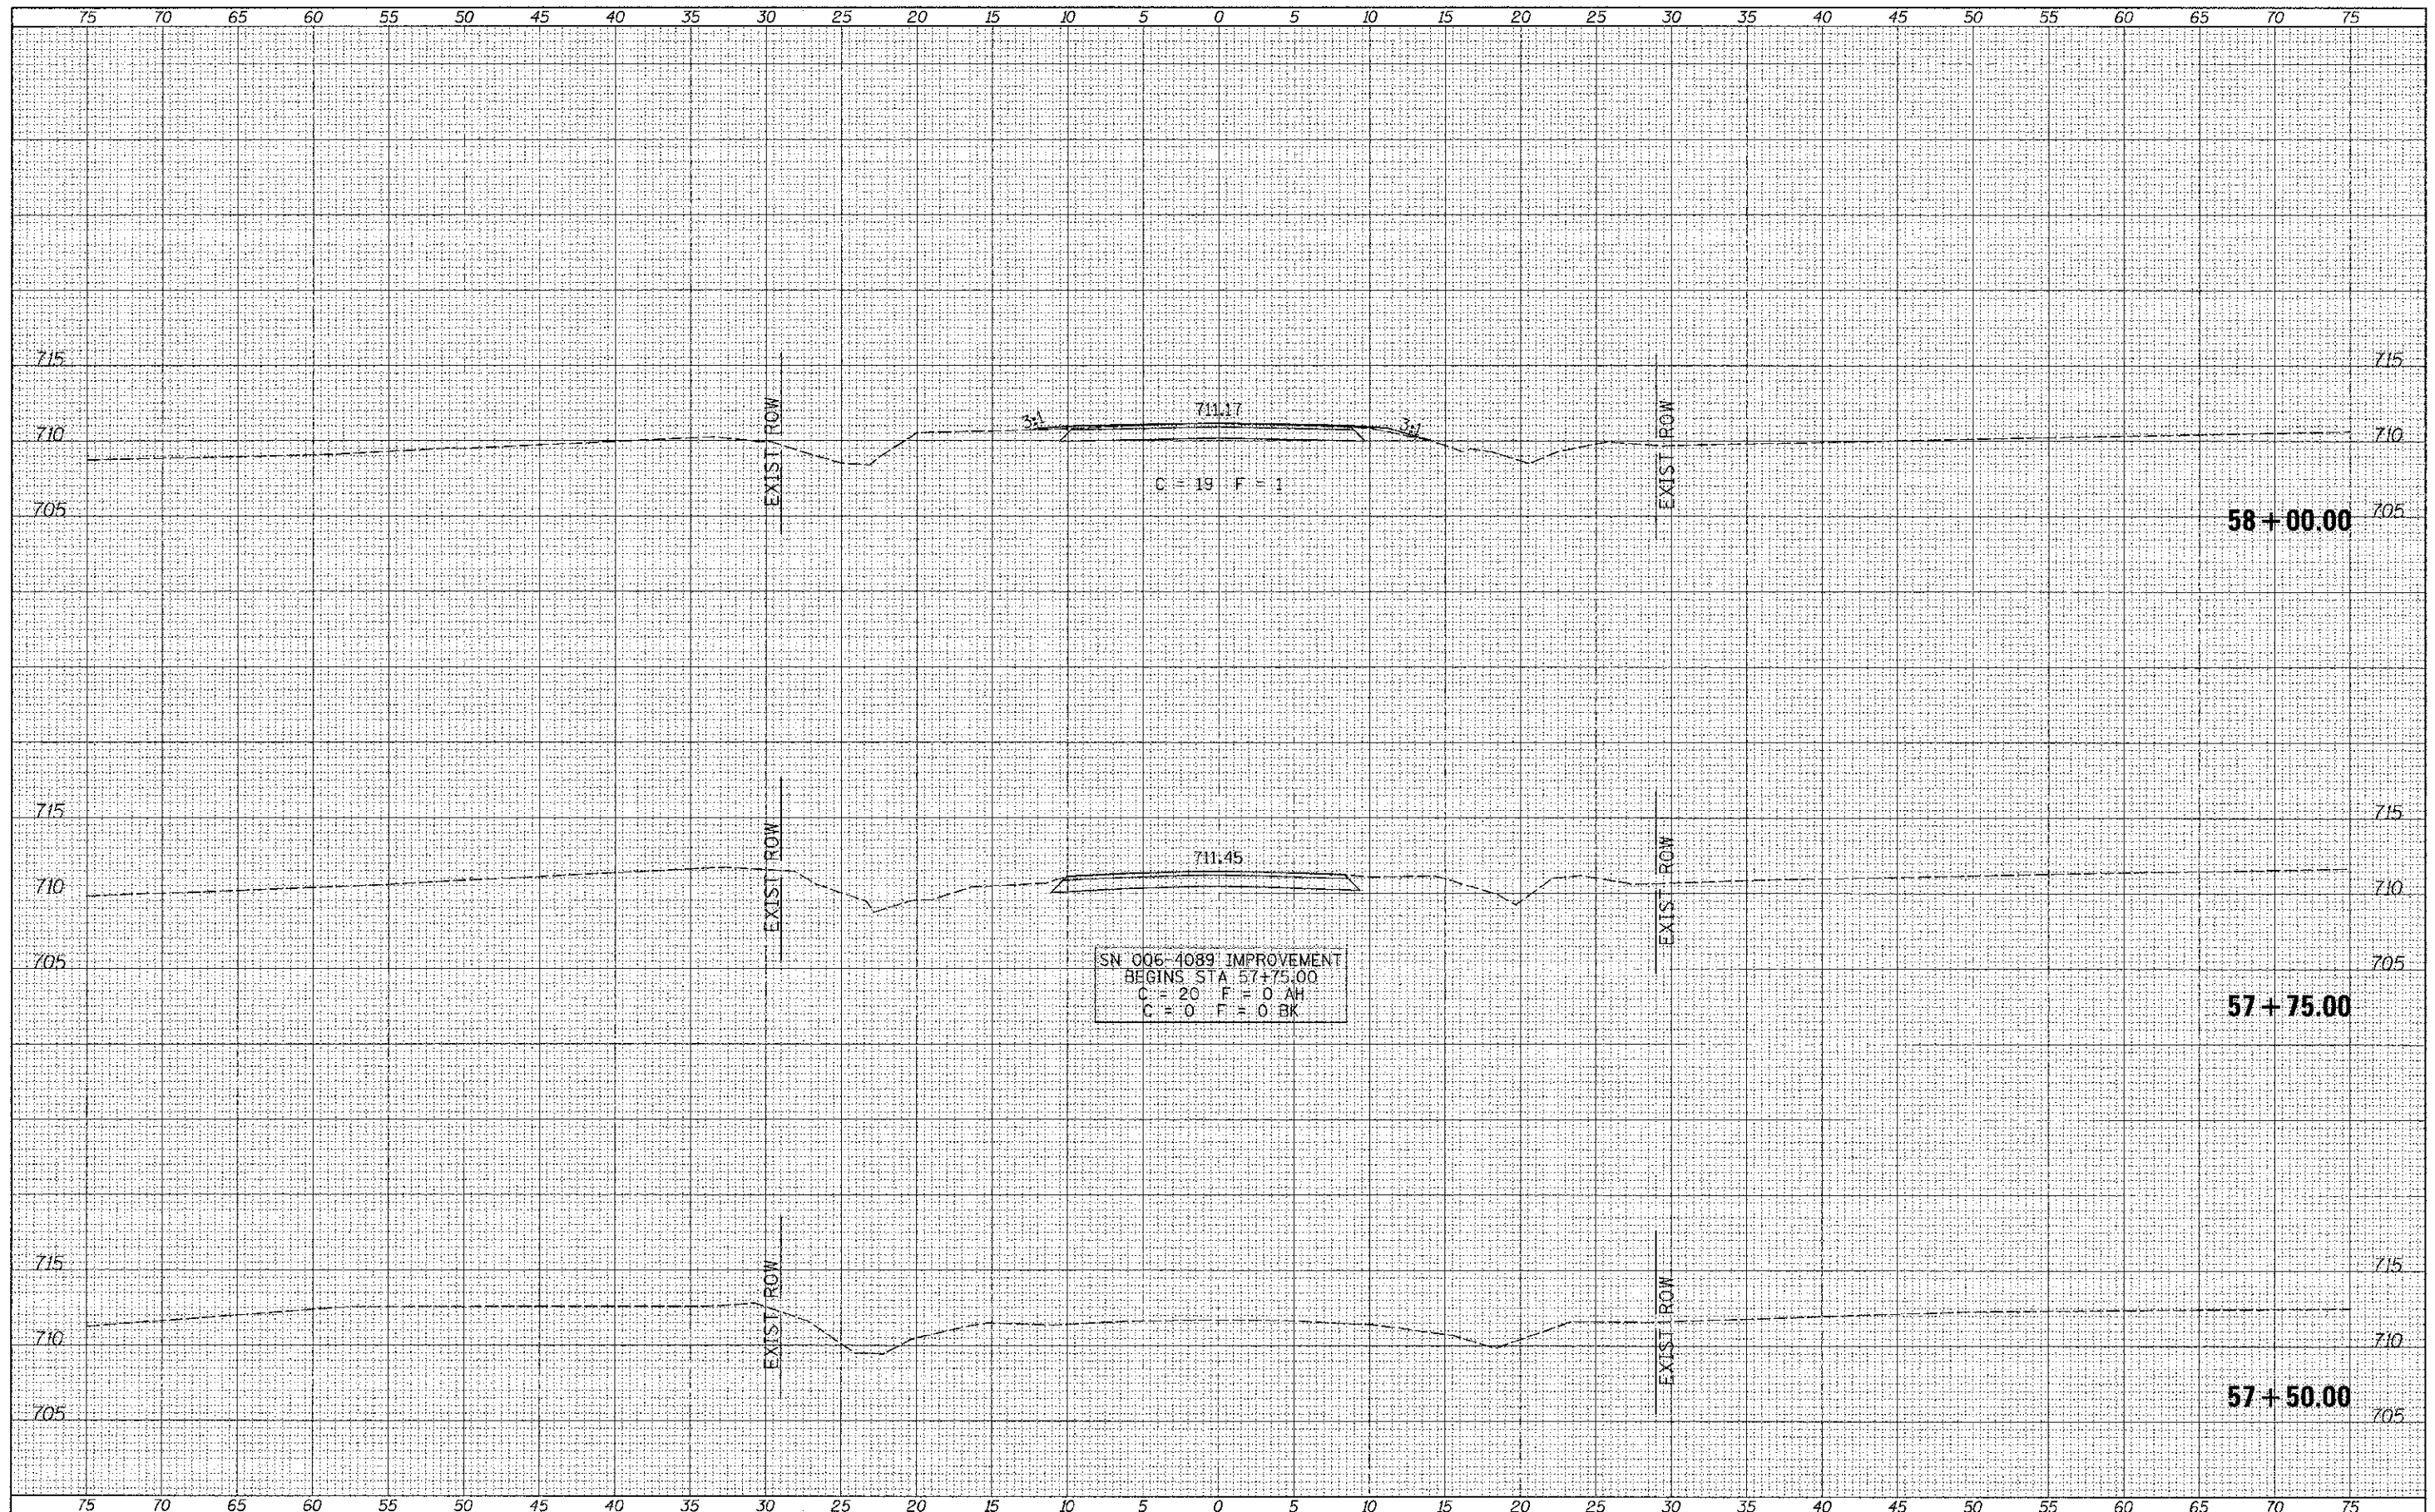 75 70 65 60 55 50 45 40 35 30 25 20 15 10 5 0 5 10 15 20 25 30 35 40 45 50 55 60 65 70 75
715 715
EXIST ROW
3:1
711.17
3:1
EXIST ROW
710 710
C = 19 F = 1
705 705
58 + 00.00
715 715
EXIST ROW
711.45
EXIST ROW
710 710
SN 006-4089 IMPROVEMENT
BEGINS STA 57+75.00
C = 20 F = 0 AH
C = 0 F = 0 BK
705 705
57 + 75.00
715 715
EXIST ROW
EXIST ROW
710 710
57 + 50.00
705 705
75 70 65 60 55 50 45 40 35 30 25 20 15 10 5 0 5 10 15 20 25 30 35 40 45 50 55 60 65 70 75